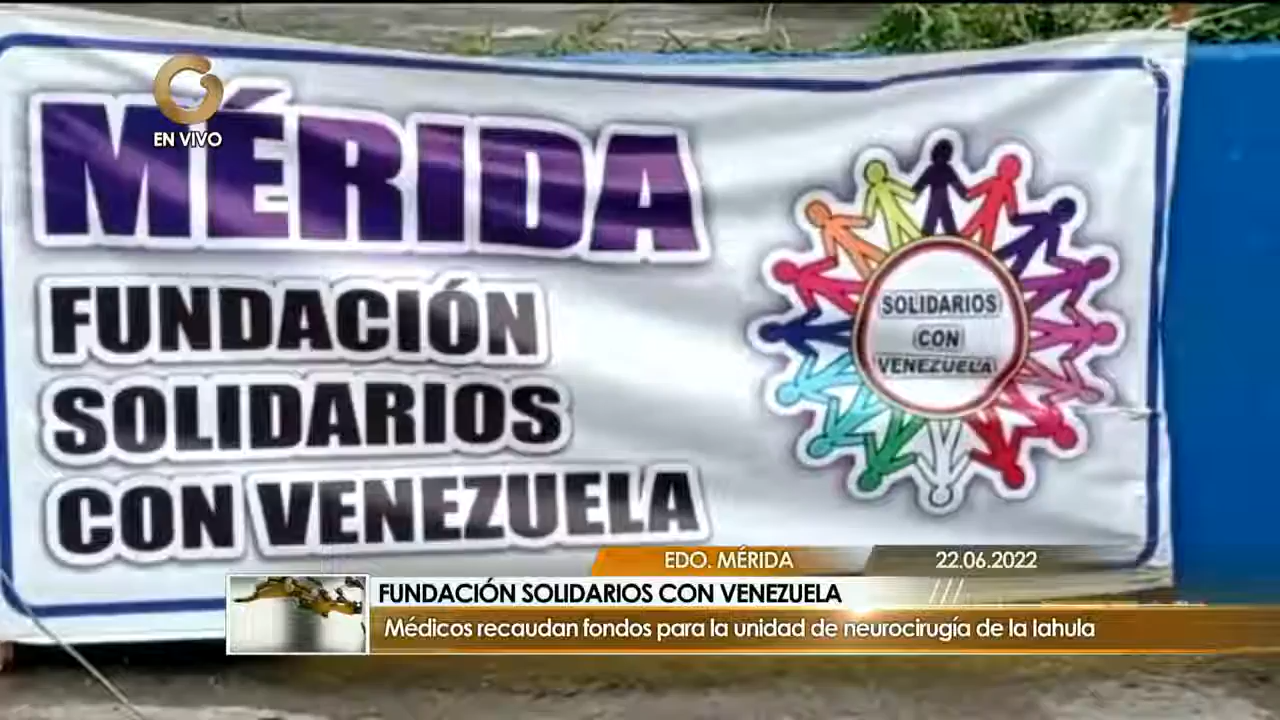 EN VIVO
MÉRIDA
FUNDACIÓN
SOLIDARIOS
CON VENEZUELA
SOLIDARIOS
CON
VENEZUELA
EDO. MÉRIDA
22.06.2022
FUNDACIÓN SOLIDARIOS CON VENEZUELA
Médicos recaudan fondos para la unidad de neurocirugía de la Iahula